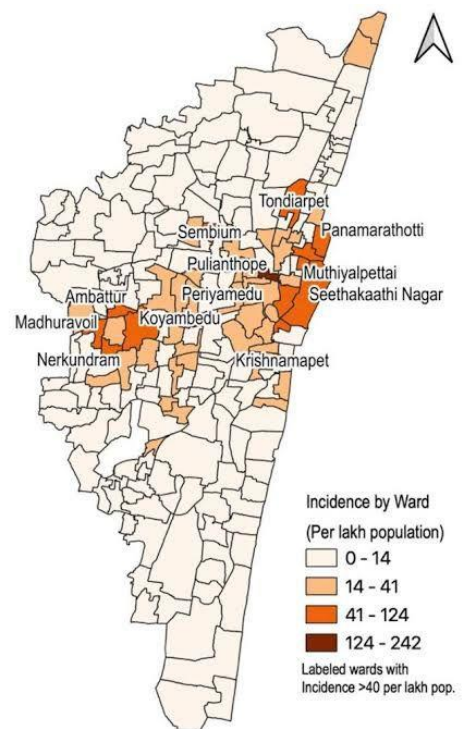 Tondiarpet
Sembium
Panamarathotti
Pulianthope
Muthiyalpettai
Ambattur
Periyamedu
Seethakaathi Nagar
Madhuravoil
Koyambedu
Nerkundram
Krishnamapet
Incidence by Ward
(Per lakh population)
0 - 14
14 - 41
41 - 124
124 - 242
Labeled wards with
Incidence >40 per lakh pop.